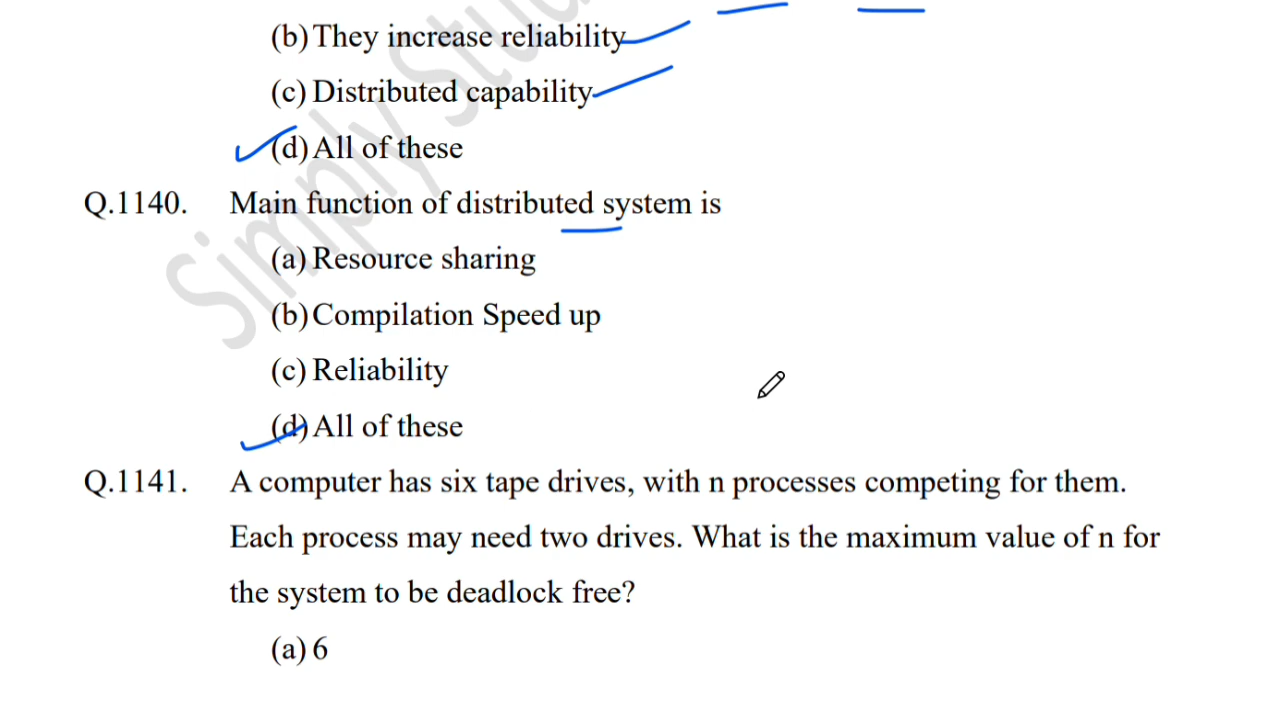 (b) They increase reliability
(c) Distributed capability
(d) All of these
Q.1140. Main function of distributed system is
(a) Resource sharing
(b) Compilation Speed up
(c) Reliability
(d) All of these
Q.1141. A computer has six tape drives, with n processes competing for them.
Each process may need two drives. What is the maximum value of n for
the system to be deadlock free?
(a) 6
Simply